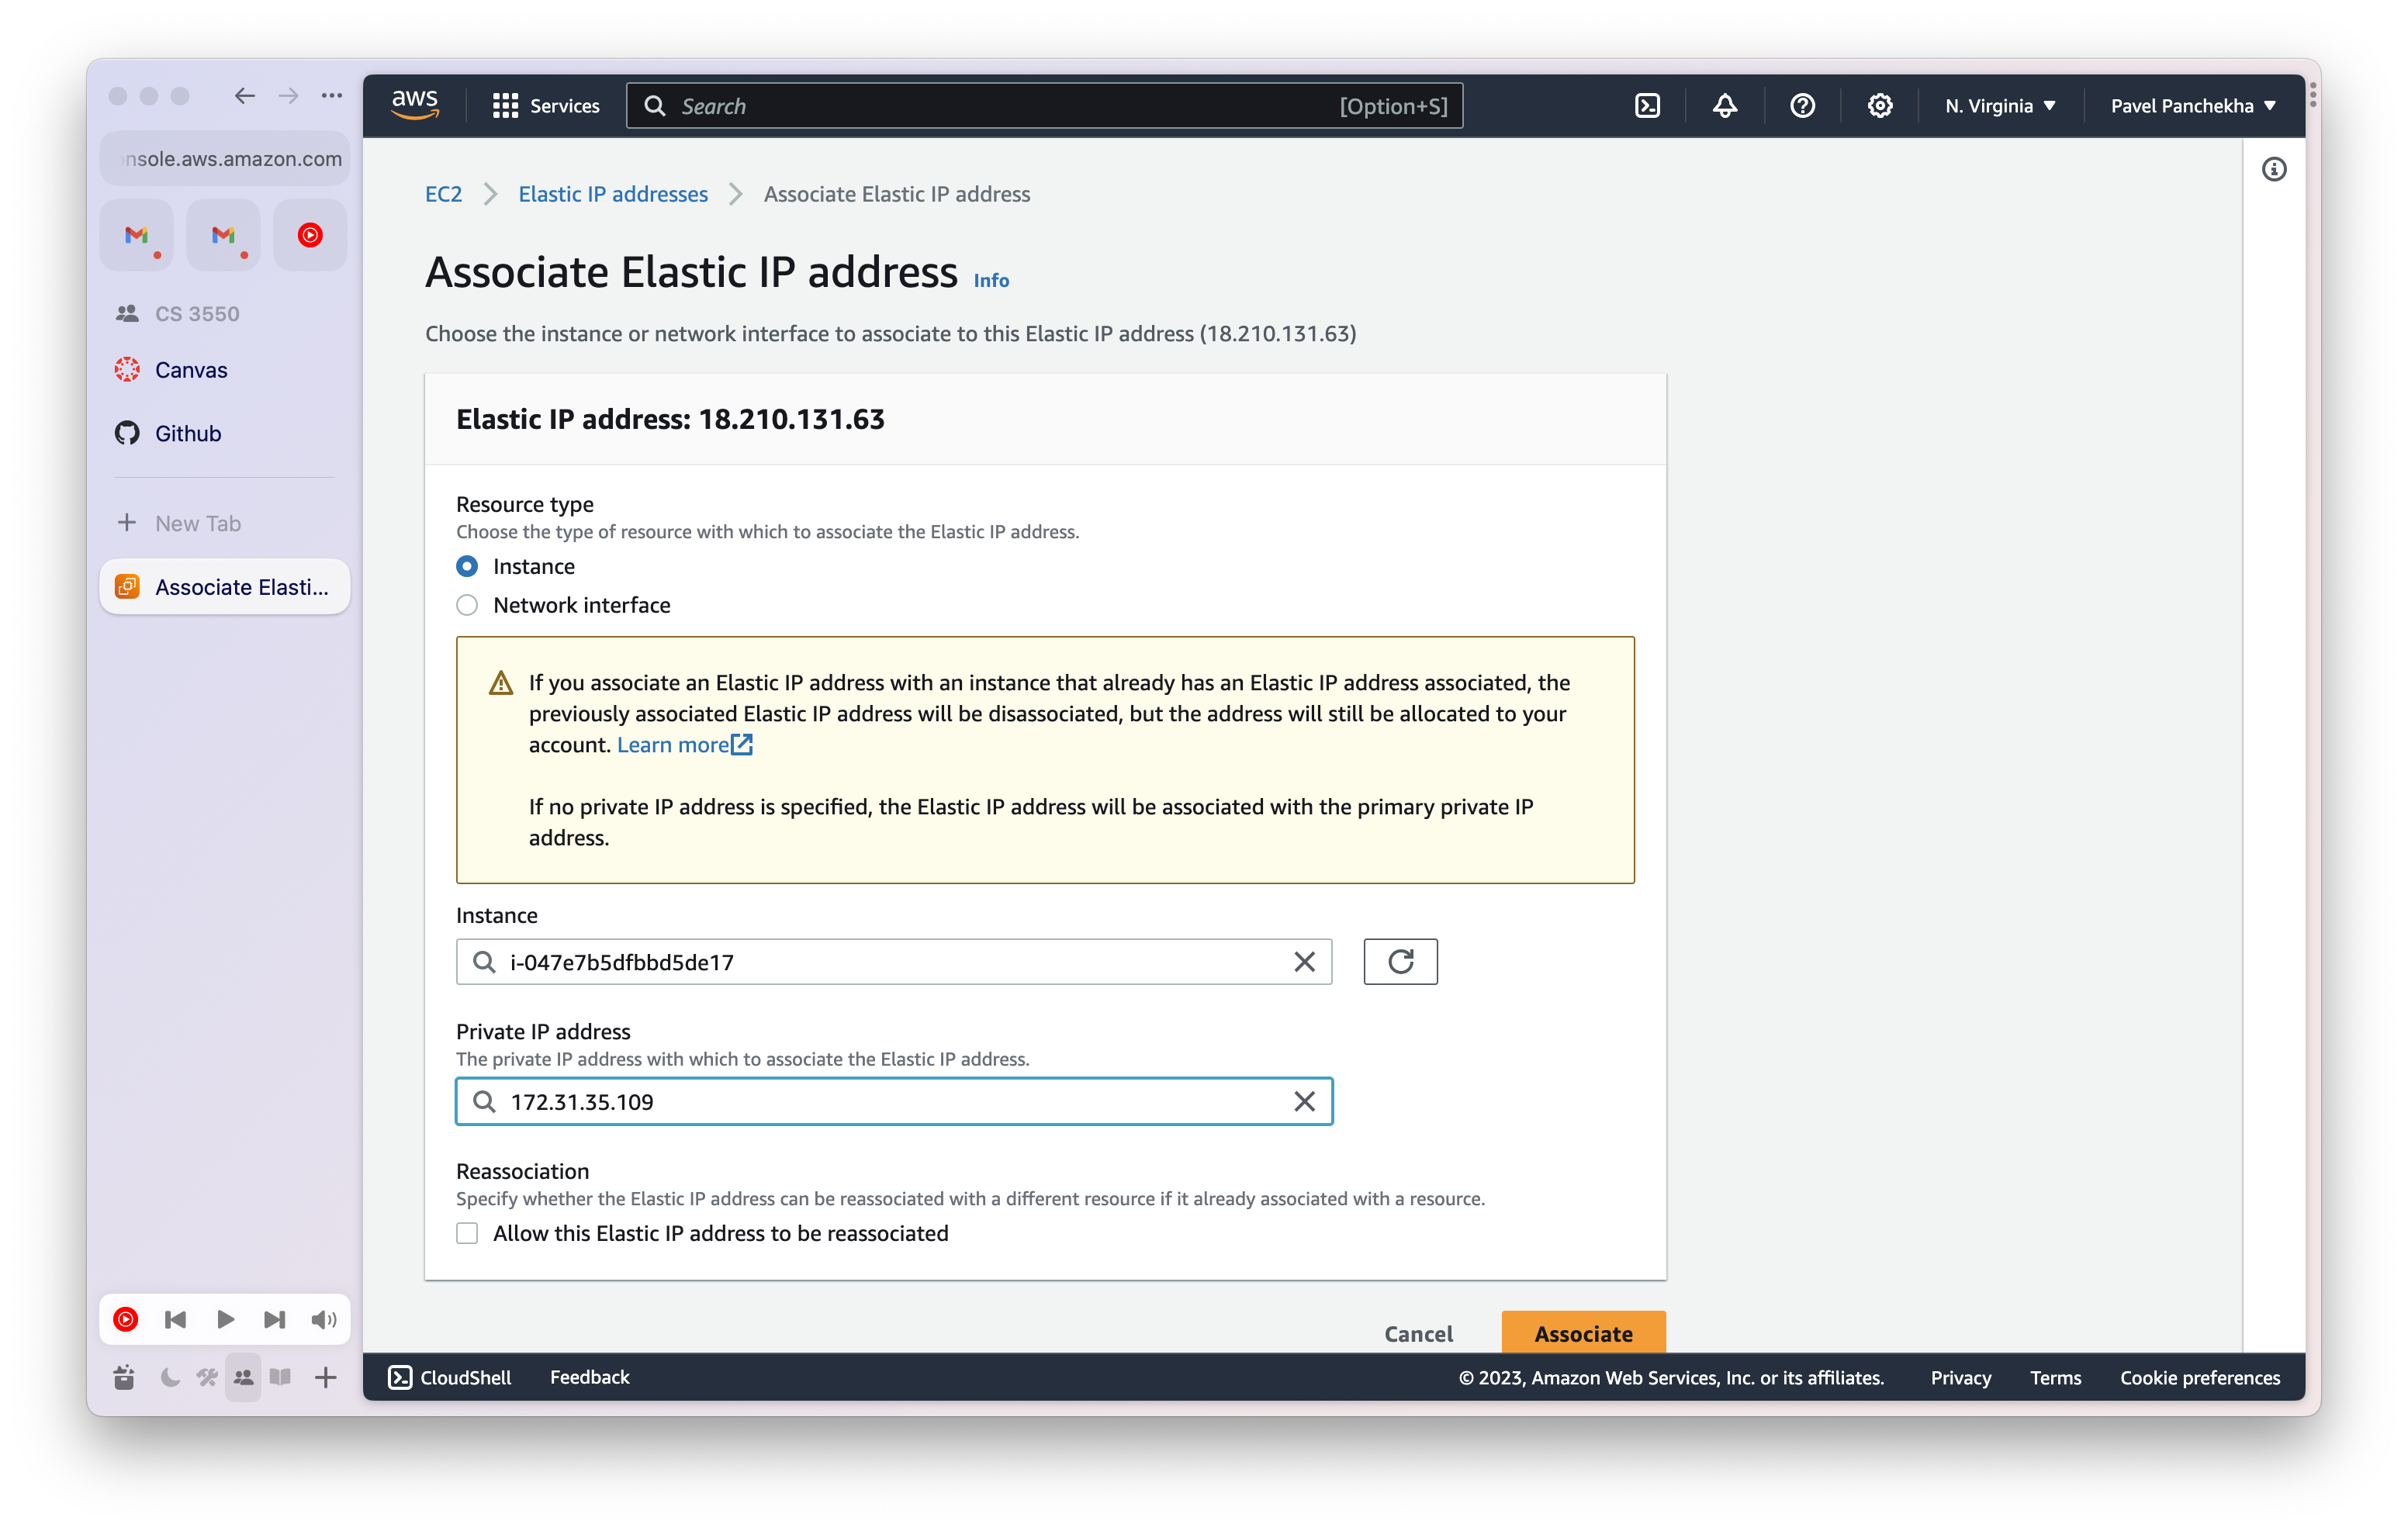 nsole.aws.amazon.com
CS 3550
Canvas
Github
New Tab
Associate Elasti...
aws
Services
Search
[Option+S]
N. Virginia
Pavel Panchekha
EC2
Elastic IP addresses
Associate Elastic IP address
Associate Elastic IP address Info
Choose the instance or network interface to associate to this Elastic IP address (18.210.131.63)
Elastic IP address: 18.210.131.63
Resource type
Choose the type of resource with which to associate the Elastic IP address.
Instance
Network interface
If you associate an Elastic IP address with an instance that already has an Elastic IP address associated, the
previously associated Elastic IP address will be disassociated, but the address will still be allocated to your
account. Learn more
If no private IP address is specified, the Elastic IP address will be associated with the primary private IP
address.
Instance
i-047e7b5dfbbd5de17
Private IP address
The private IP address with which to associate the Elastic IP address.
172.31.35.109
Reassociation
Specify whether the Elastic IP address can be reassociated with a different resource if it already associated with a resource.
Allow this Elastic IP address to be reassociated
Cancel
Associate
CloudShell
Feedback
© 2023, Amazon Web Services, Inc. or its affiliates.
Privacy
Terms
Cookie preferences